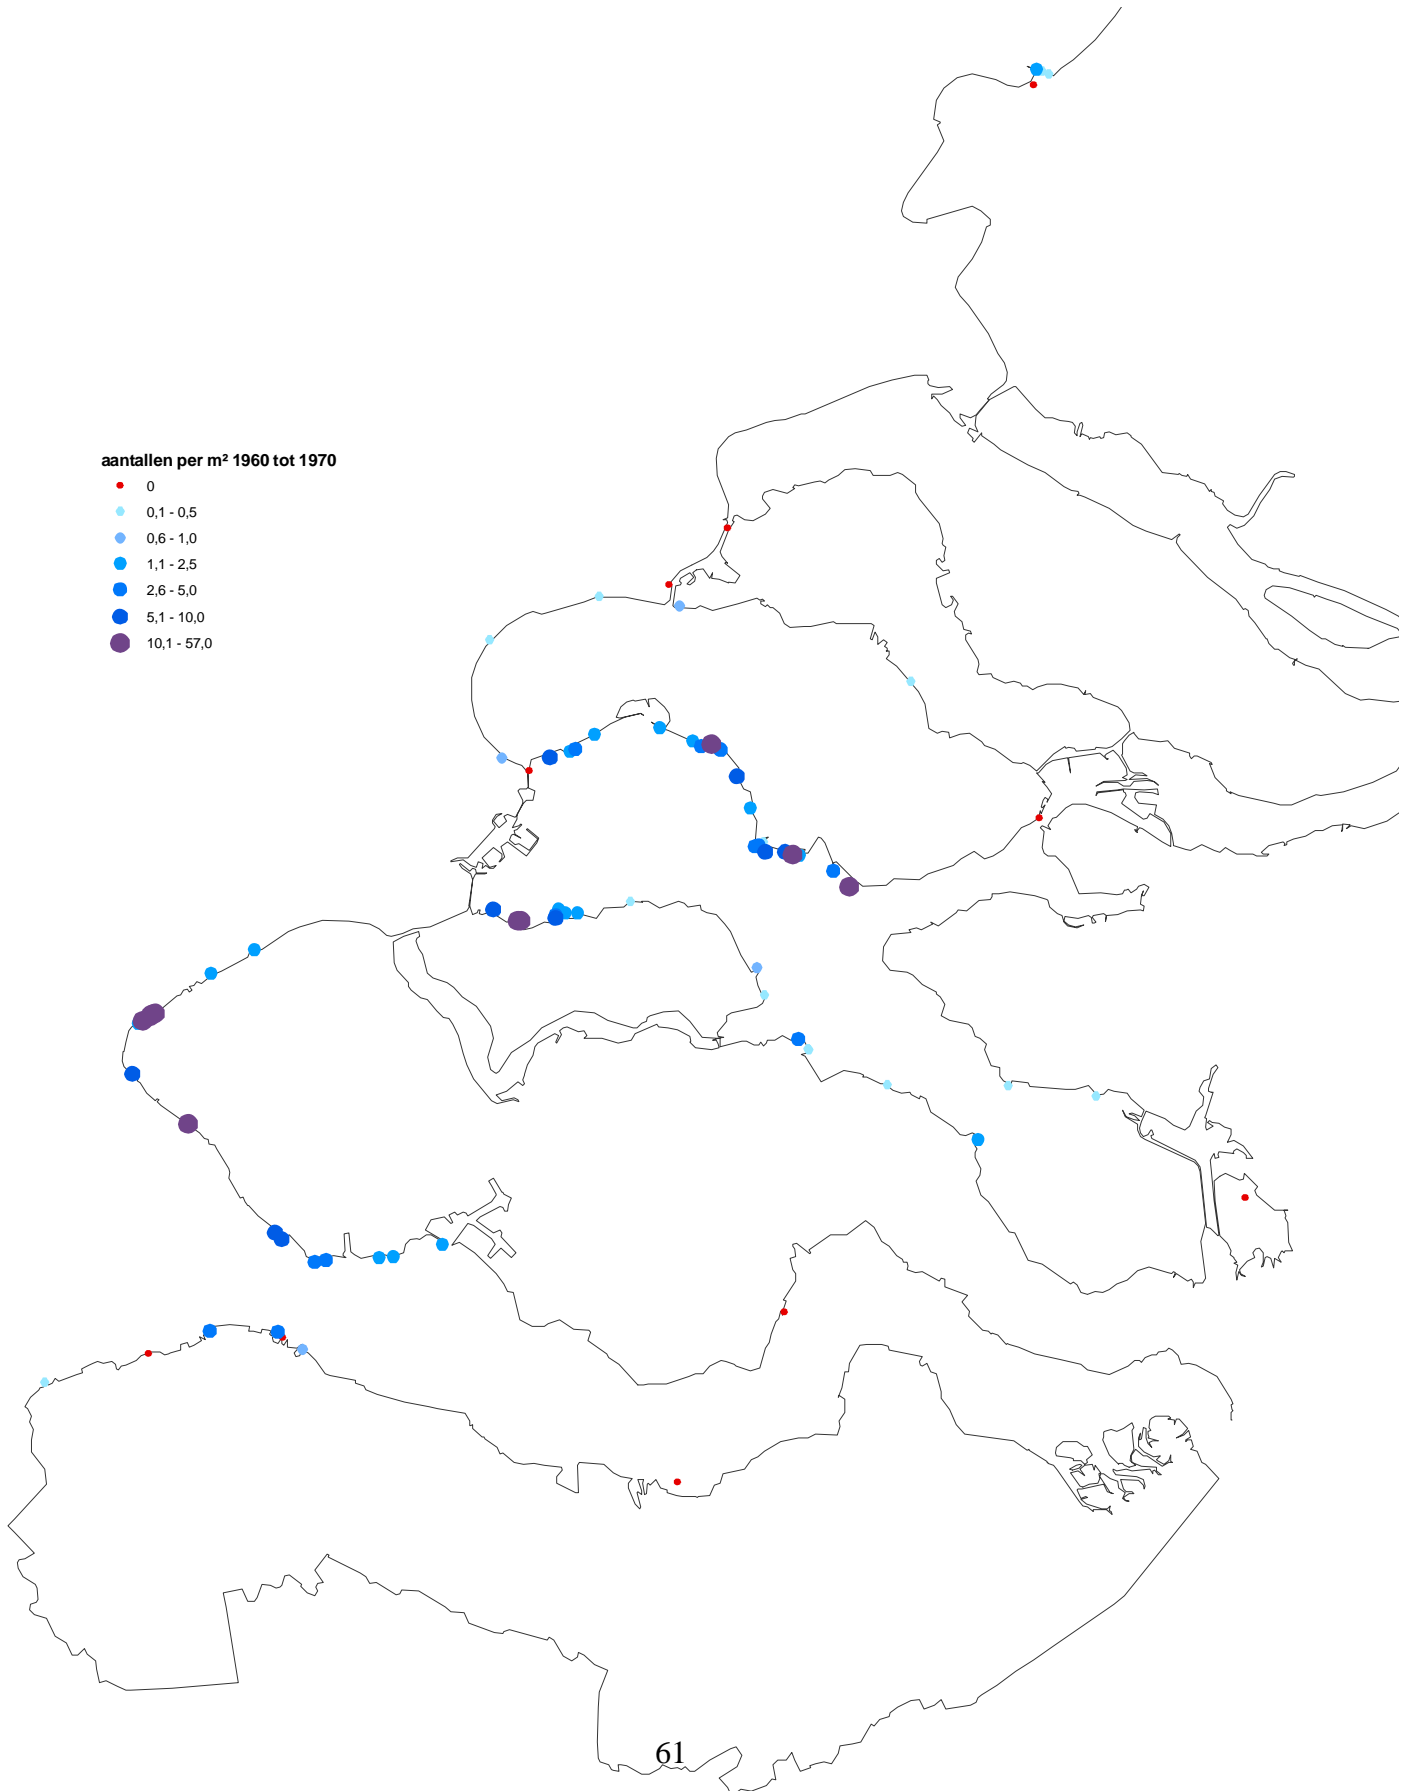 aantallen per m² 1960 tot 1970
0
0,1 - 0,5
0,6 - 1,0
1,1 - 2,5
2,6 - 5,0
5,1 - 10,0
10,1 - 57,0
61